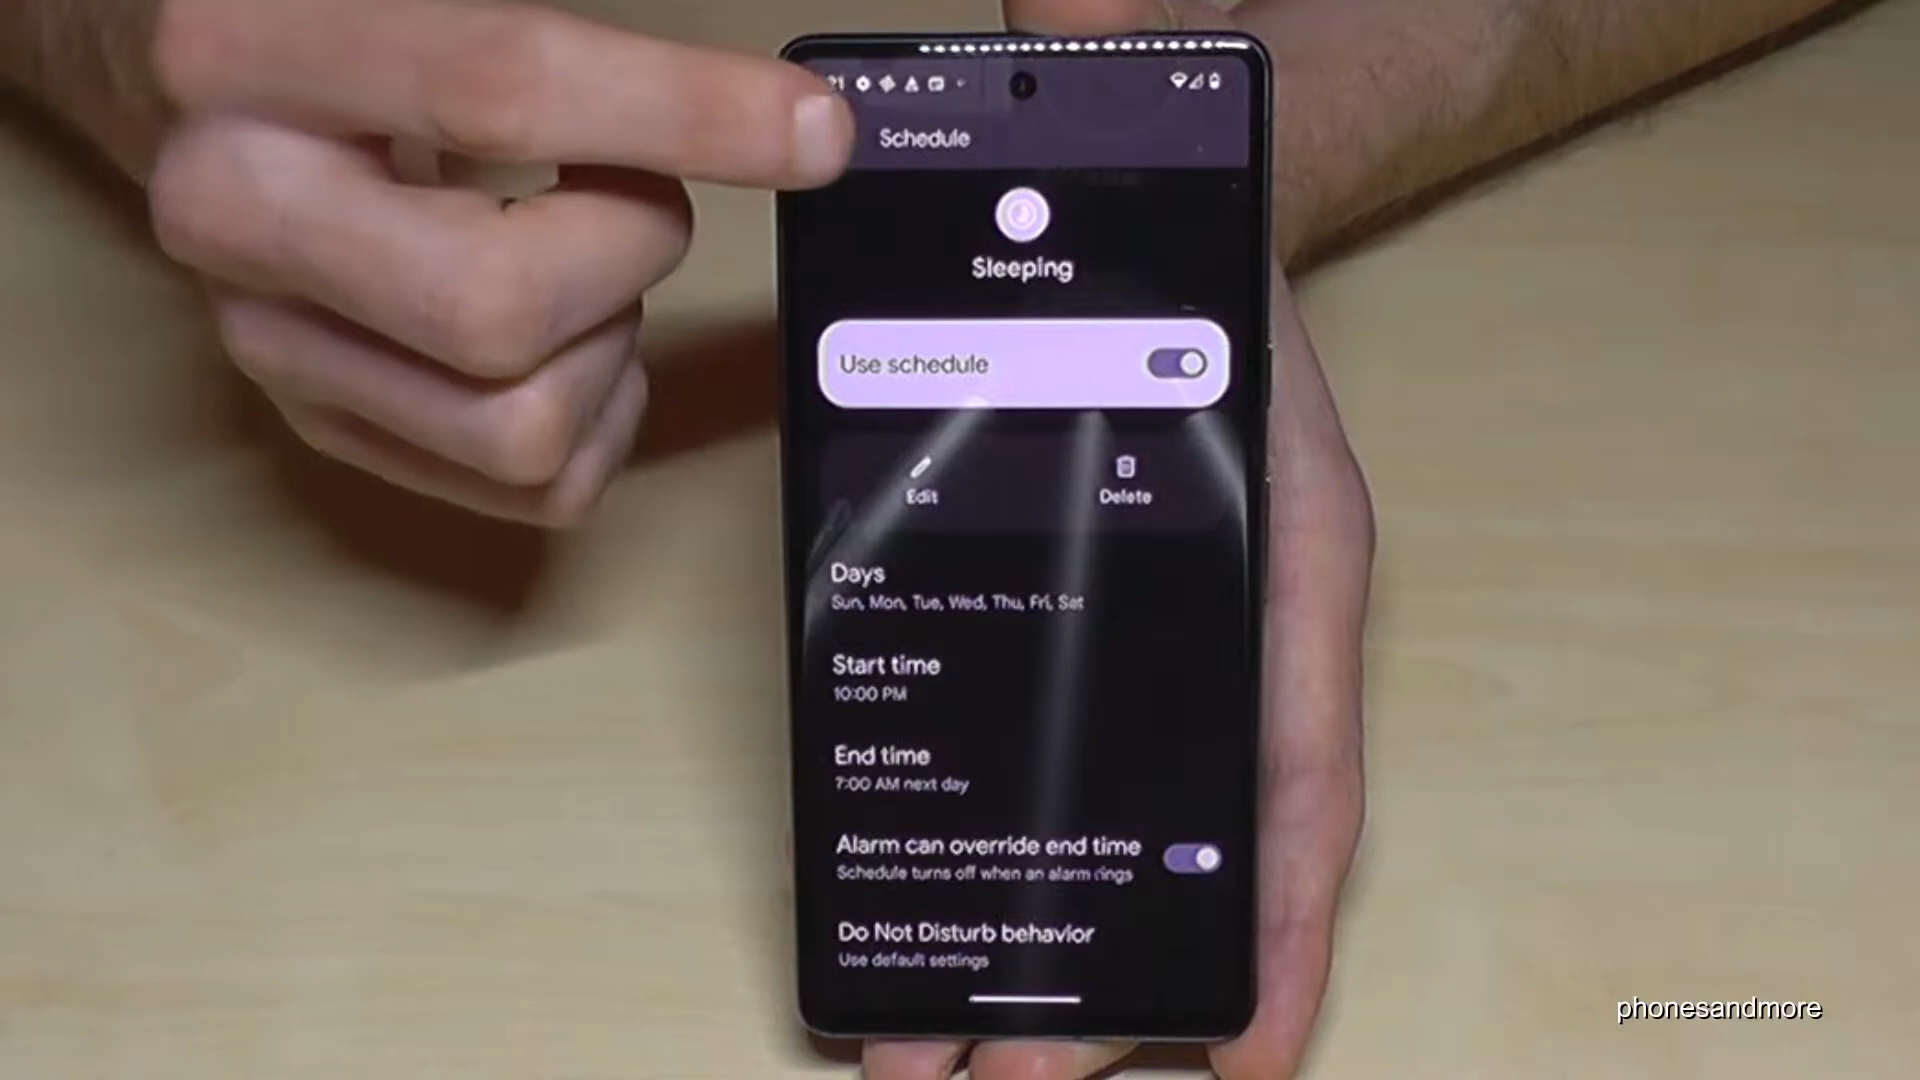 21
Schedule
Sleeping
Use schedule
Edit
Delete
Days
Sun, Mon, Tue, Wed, Thu, Fri, Sat
Start time
10:00 PM
End time
7:00 AM next day
Alarm can override end time
Schedule turns off when an alarm rings
Do Not Disturb behavior
Use default settings
phonesandmore